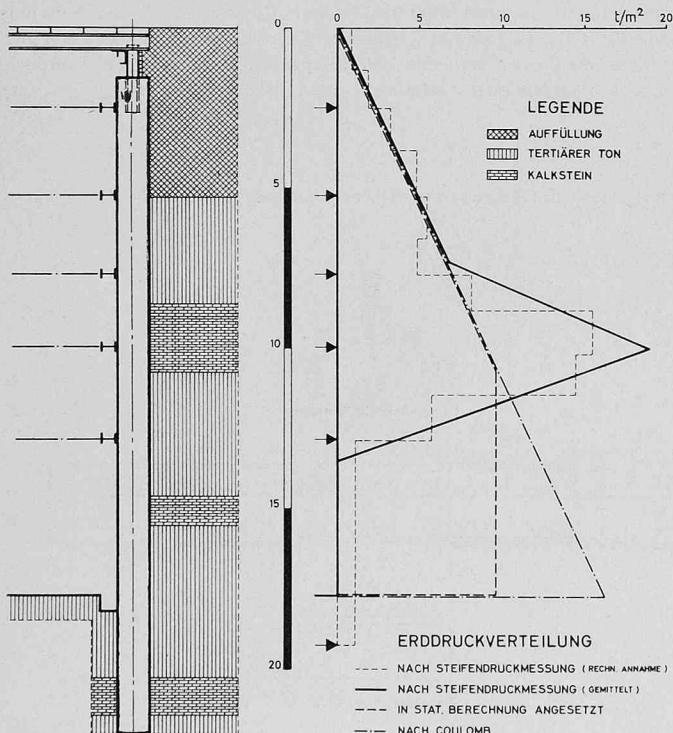 0
5
10
15
20
0 5 10 15 t/m² 20
LEGENDE
AUFFÜLLUNG
TERTIÄRER TON
KALKSTEIN
ERDDRUCKVERTEILUNG
NACH STEIFENDRUCKMESSUNG (RECHN. ANNAHME)
NACH STEIFENDRUCKMESSUNG (GEMITTELT)
IN STAT. BERECHNUNG ANGESETZT
NACH COULOMB